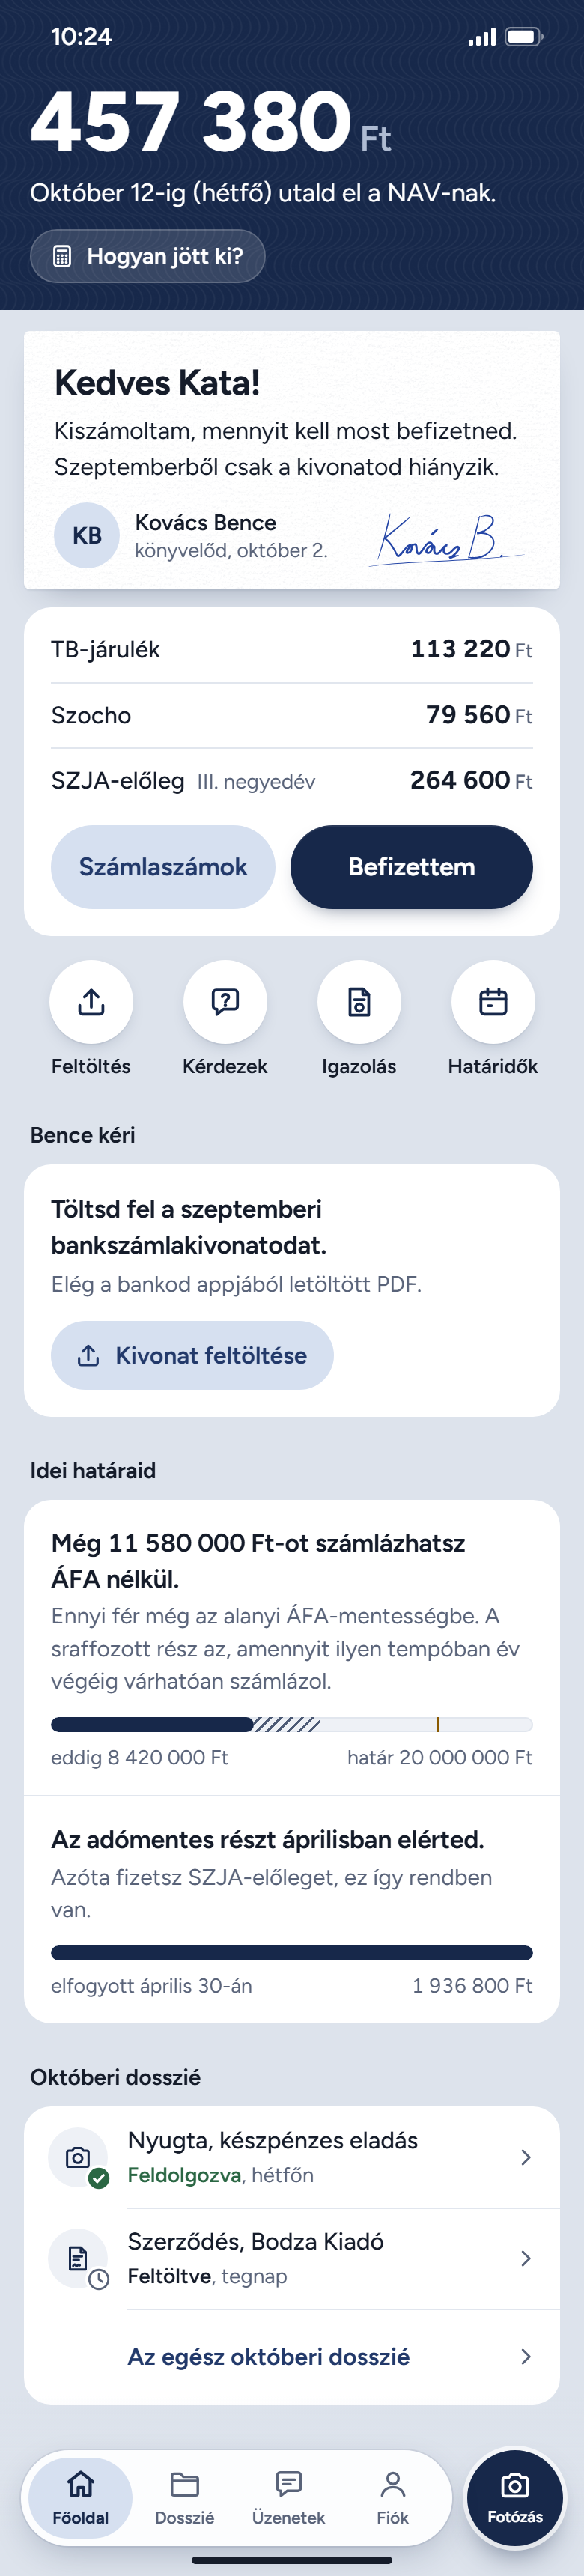 10:24
457 380 Ft
Október 12-ig (hétfő) utald el a NAV-nak.
Hogyan jött ki?
Kedves Kata!
Kiszámoltam, mennyit kell most befizetned.
Szeptemberből csak a kivonatod hiányzik.
KB
Kovács Bence
könyvelőd, október 2.
Kovács B.
TB-járulék 113 220 Ft
Szocho 79 560 Ft
SZJA-előleg III. negyedév 264 600 Ft
Számlaszámok Befizettem
Feltöltés Kérdezek Igazolás Határidők
Bence kéri
Töltsd fel a szeptemberi
bankszámlakivonatodat.
Elég a bankod appjából letöltött PDF.
Kivonat feltöltése
Idei határaid
Még 11 580 000 Ft-ot számlázhatsz
ÁFA nélkül.
Ennyi fér még az alanyi ÁFA-mentességbe. A
sraffozott rész az, amennyit ilyen tempóban év
végéig várhatóan számlázol.
eddig 8 420 000 Ft határ 20 000 000 Ft
Az adómentes részt áprilisban elérted.
Azóta fizetsz SZJA-előleget, ez így rendben
van.
elfogyott április 30-án 1 936 800 Ft
Októberi dosszié
Nyugta, készpénzes eladás
Feldolgozva, hétfőn
Szerződés, Bodza Kiadó
Feltöltve, tegnap
Az egész októberi dosszié
Főoldal Dosszié Üzenetek Fiók Fotózás